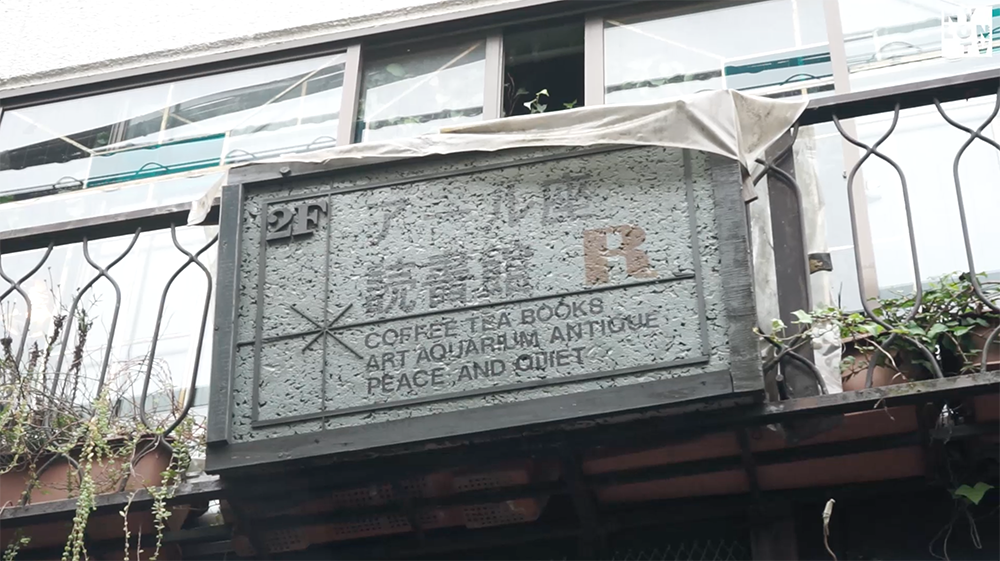 2F
アール座
読書館
R
COFFEE TEA BOOKS
ART AQUARIUM ANTIQUE
PEACE AND QUIET